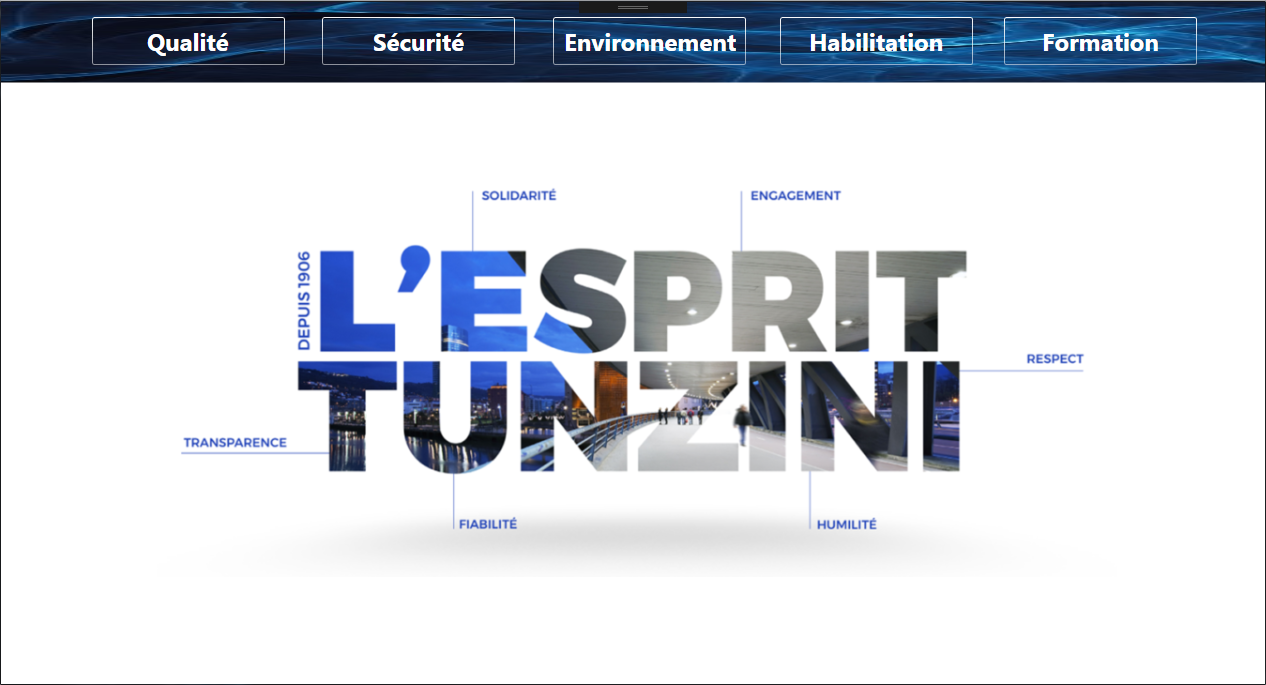 Qualité
Sécurité
Environnement
Habilitation
Formation
SOLIDARITÉ
ENGAGEMENT
DEPUIS 1906
L'ESPRIT
TUNZINI
RESPECT
TRANSPARENCE
FIABILITÉ
HUMILITÉ